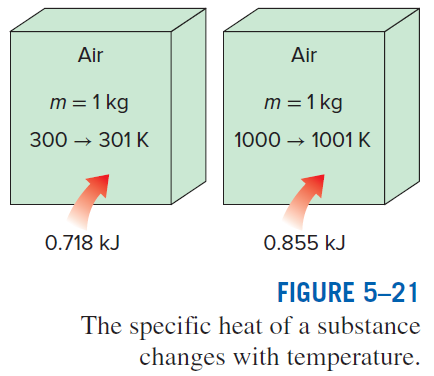 Air
m = 1 kg
300 → 301 K
0.718 kJ
Air
m = 1 kg
1000 → 1001 K
0.855 kJ
FIGURE 5–21
The specific heat of a substance
changes with temperature.